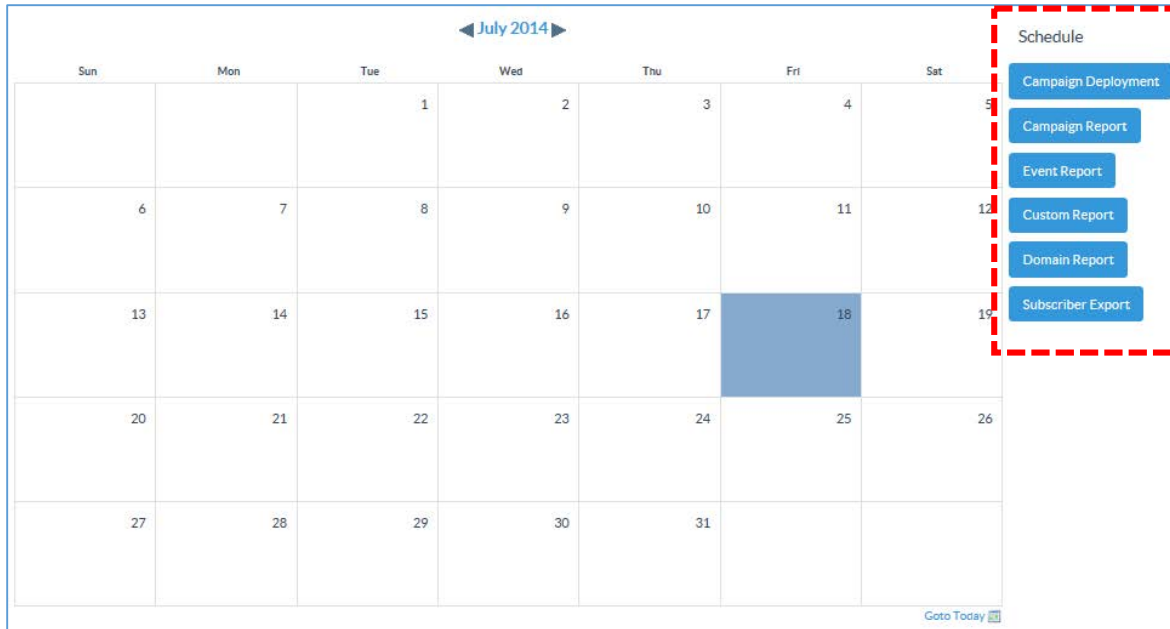 July 2014
Schedule
Sun Mon Tue Wed Thu Fri Sat
1 2 3 4 5
6 7 8 9 10 11 12
13 14 15 16 17 18 19
20 21 22 23 24 25 26
27 28 29 30 31
Goto Today
Campaign Deployment
Campaign Report
Event Report
Custom Report
Domain Report
Subscriber Export